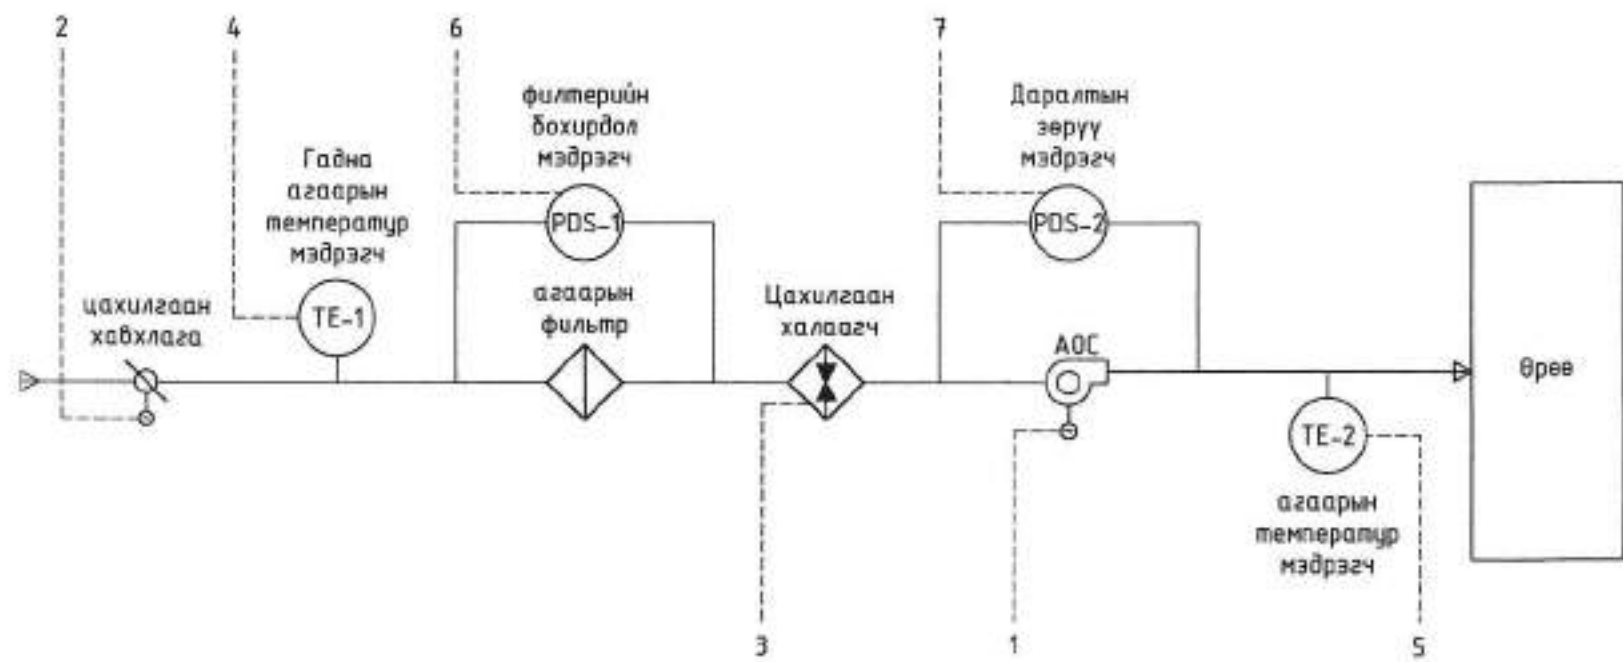 2
4
6
7
филтерийн
бохирдол
мэдрэгч
Даралтын
зөрүү
мэдрэгч
Гадна
агаарын
температур
мэдрэгч
PDS-1
PDS-2
цахилгаан
хавхлага
TE-1
агаарын
фильтр
Цахилгаан
халаагч
АОС
Өрөө
TE-2
агаарын
температур
мэдрэгч
3
1
5